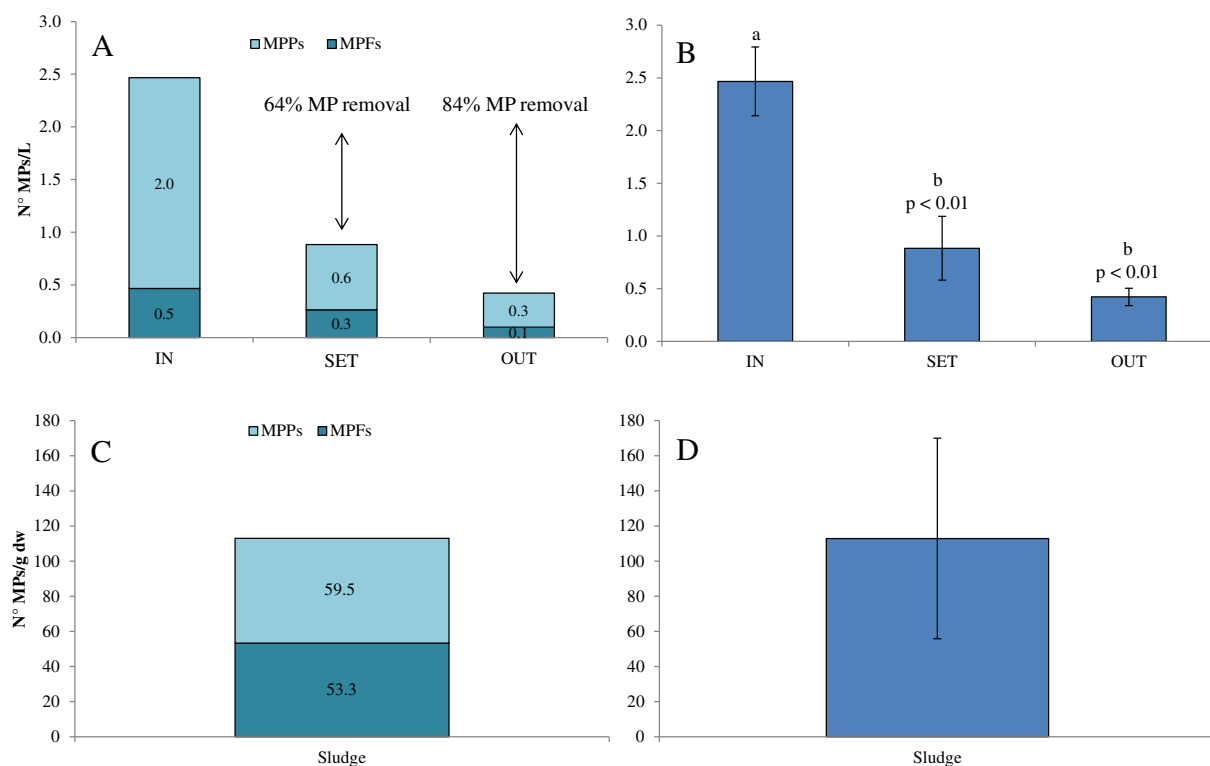 A
MPPs MPFs
N° MPs/L
3.0
2.5
2.0
1.5
1.0
0.5
0.0
64% MP removal
84% MP removal
2.0
0.5
0.6
0.3
0.3
0.1
IN SET OUT
B
3.0
2.5
2.0
1.5
1.0
0.5
0.0
a
b
p < 0.01
b
p < 0.01
IN SET OUT
C
MPPs MPFs
N° MPs/g dw
180
160
140
120
100
80
60
40
20
0
59.5
53.3
Sludge
D
180
160
140
120
100
80
60
40
20
0
Sludge